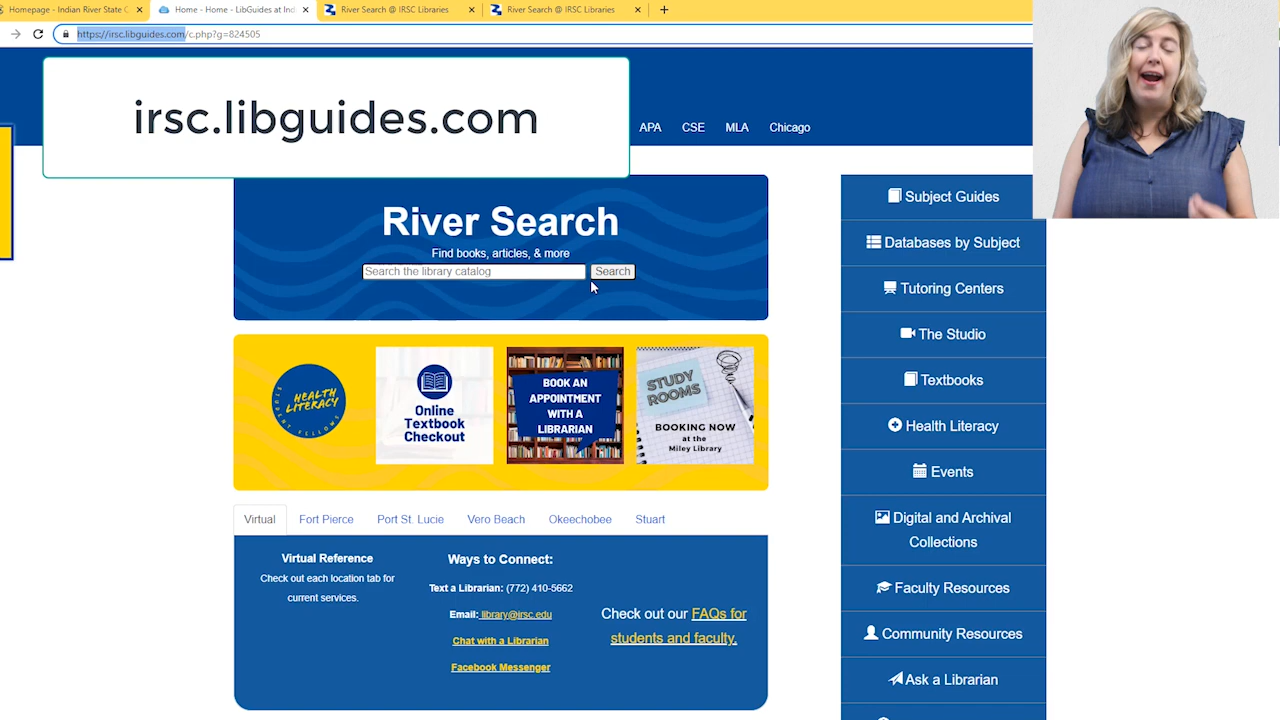 Homepage - Indian River State C
Home - Home - LibGuides at Ind
River Search @ IRSC Libraries
River Search @ IRSC Libraries
https://irsc.libguides.com/c.php?g=824505
irsc.libguides.com
APA CSE MLA Chicago
River Search
Find books, articles, & more
Search the library catalog
Search
HEALTH
LITERACY
STUDENT FELLOWS
Online
Textbook
Checkout
BOOK AN
APPOINTMENT
WITH A
LIBRARIAN
STUDY
ROOMS
BOOKING NOW
at the
Miley Library
Virtual Fort Pierce Port St. Lucie Vero Beach Okeechobee Stuart
Virtual Reference
Check out each location tab for
current services.
Ways to Connect:
Text a Librarian: (772) 410-5662
Email: library@irsc.edu
Chat with a Librarian
Facebook Messenger
Check out our FAQs for
students and faculty.
Subject Guides
Databases by Subject
Tutoring Centers
The Studio
Textbooks
Health Literacy
Events
Digital and Archival
Collections
Faculty Resources
Community Resources
Ask a Librarian